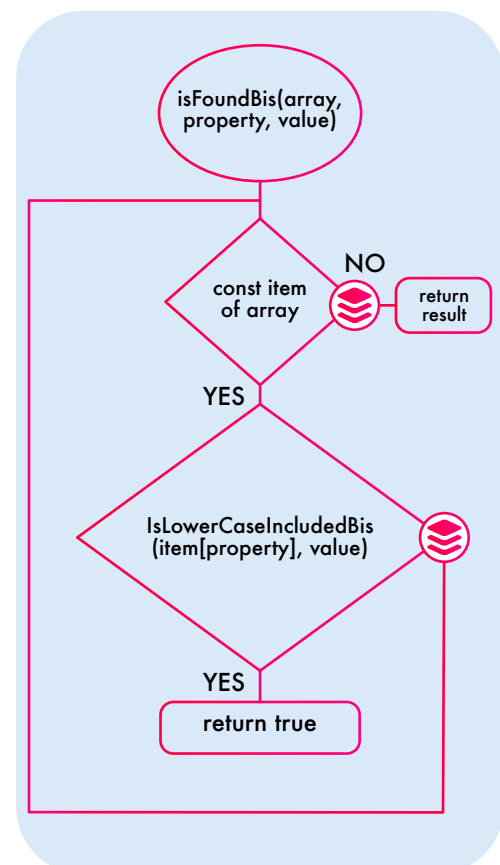 isFoundBis(array,
property, value)
const item
of array
NO
return
result
YES
IsLowerCaseIncludedBis
(item[property], value)
YES
return true